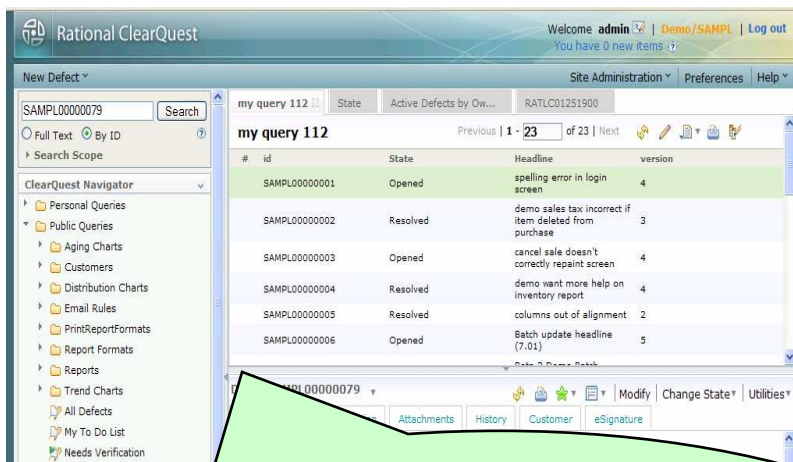 Rational ClearQuest
Welcome admin | Demo/SAMPL | Log out
You have 0 new items
New Defect
Site Administration Preferences Help
SAMPL00000079 Search
Full Text By ID
Search Scope
ClearQuest Navigator
Personal Queries
Public Queries
Aging Charts
Customers
Distribution Charts
Email Rules
PrintReportFormats
Report Formats
Reports
Trend Charts
All Defects
My To Do List
Needs Verification
my query 112 State Active Defects by Ow... RATLC01251900
my query 112 Previous | 1 - 23 of 23 | Next
# id State Headline version
SAMPL00000001 Opened spelling error in login screen 4
SAMPL00000002 Resolved demo sales tax incorrect if item deleted from purchase 3
SAMPL00000003 Opened cancel sale doesn't correctly repaint screen 4
SAMPL00000004 Resolved demo want more help on inventory report 4
SAMPL00000005 Resolved columns out of alignment 2
SAMPL00000006 Opened Batch update headline (7.01) 5
00000079 Modify Change State Utilities
Attachments History Customer eSignature